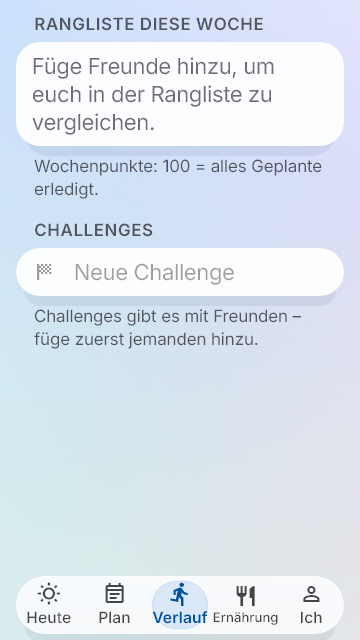 RANGLISTE DIESE WOCHE
Füge Freunde hinzu, um
euch in der Rangliste zu
vergleichen.
Wochenpunkte: 100 = alles Geplante
erledigt.
CHALLENGES
Neue Challenge
Challenges gibt es mit Freunden –
füge zuerst jemanden hinzu.
Heute Plan Verlauf Ernährung Ich